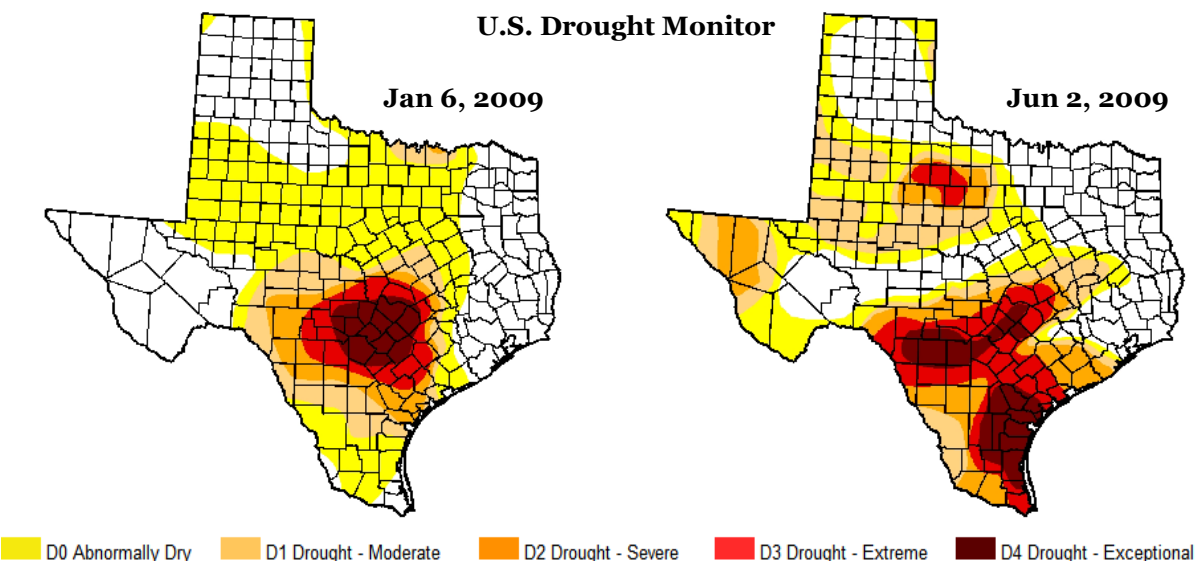 U.S. Drought Monitor
Jan 6, 2009
Jun 2, 2009
D0 Abnormally Dry
D1 Drought - Moderate
D2 Drought - Severe
D3 Drought - Extreme
D4 Drought - Exceptional